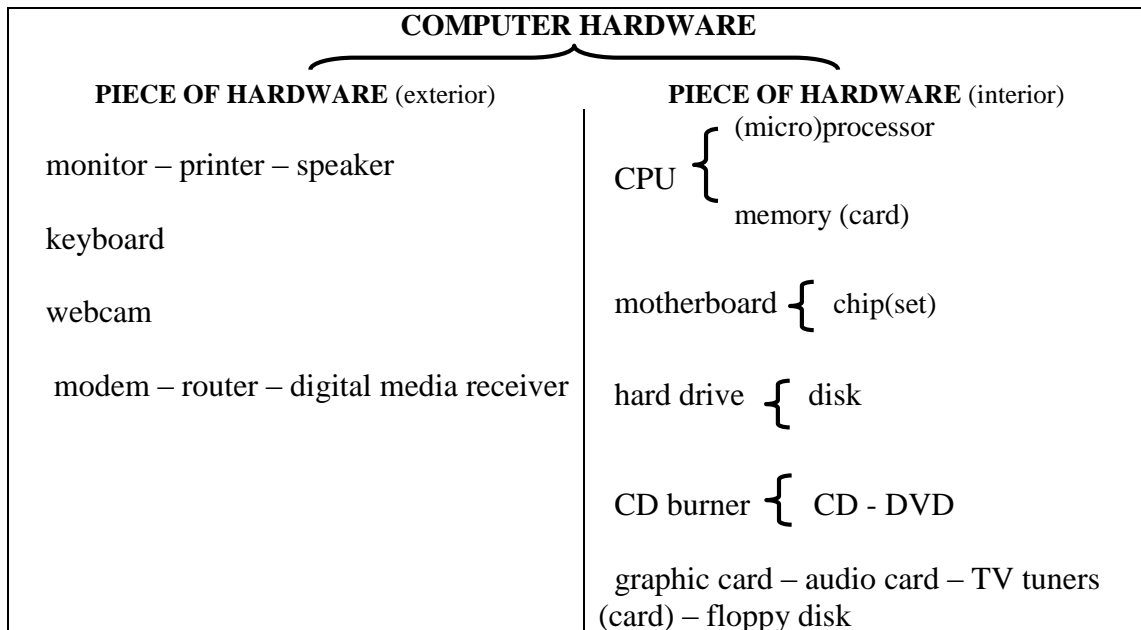 COMPUTER HARDWARE
PIECE OF HARDWARE (exterior)
monitor – printer – speaker
keyboard
webcam
modem – router – digital media receiver
PIECE OF HARDWARE (interior)
(micro)processor
CPU
memory (card)
motherboard chip(set)
hard drive disk
CD burner CD - DVD
graphic card – audio card – TV tuners
(card) – floppy disk